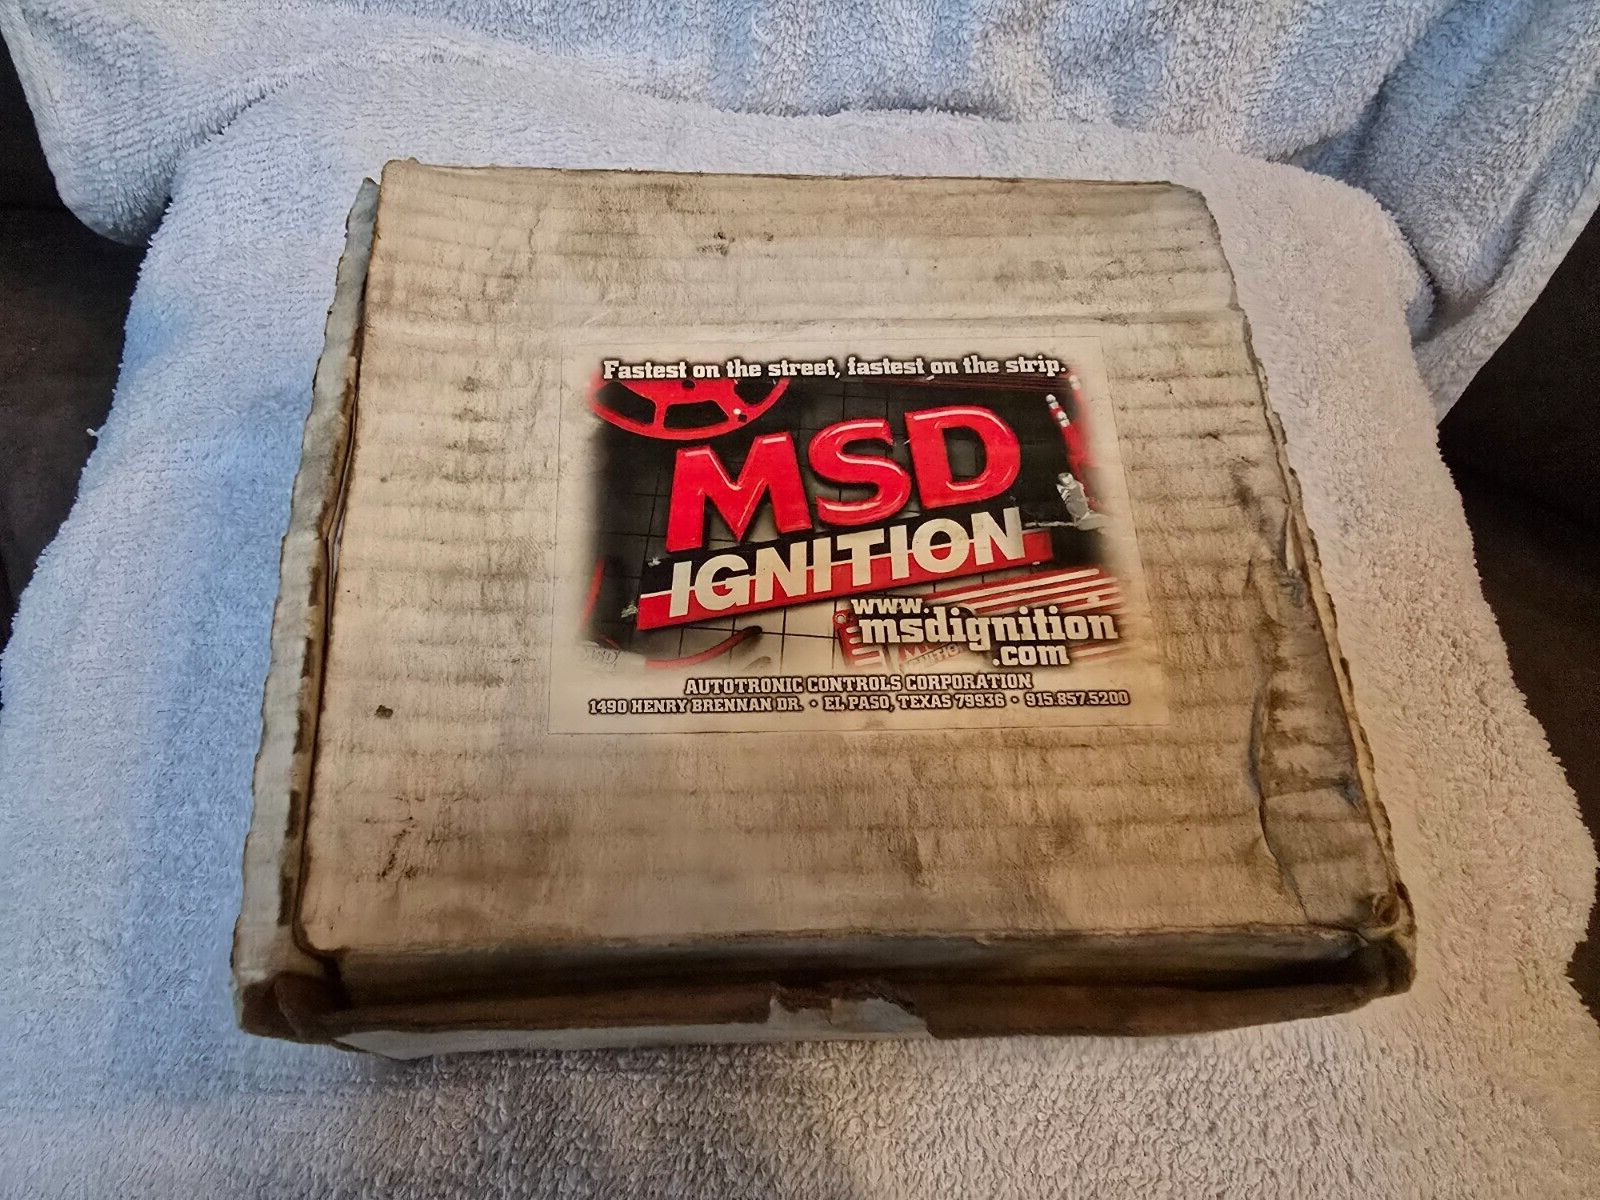 Fastest on the street, fastest on the strip.
MSD
IGNITION
www.
msdignition
.com
AUTOTRONIC CONTROLS CORPORATION
1490 HENRY BRENNAN DR. • EL PASO, TEXAS 79936 • 915.857.5200